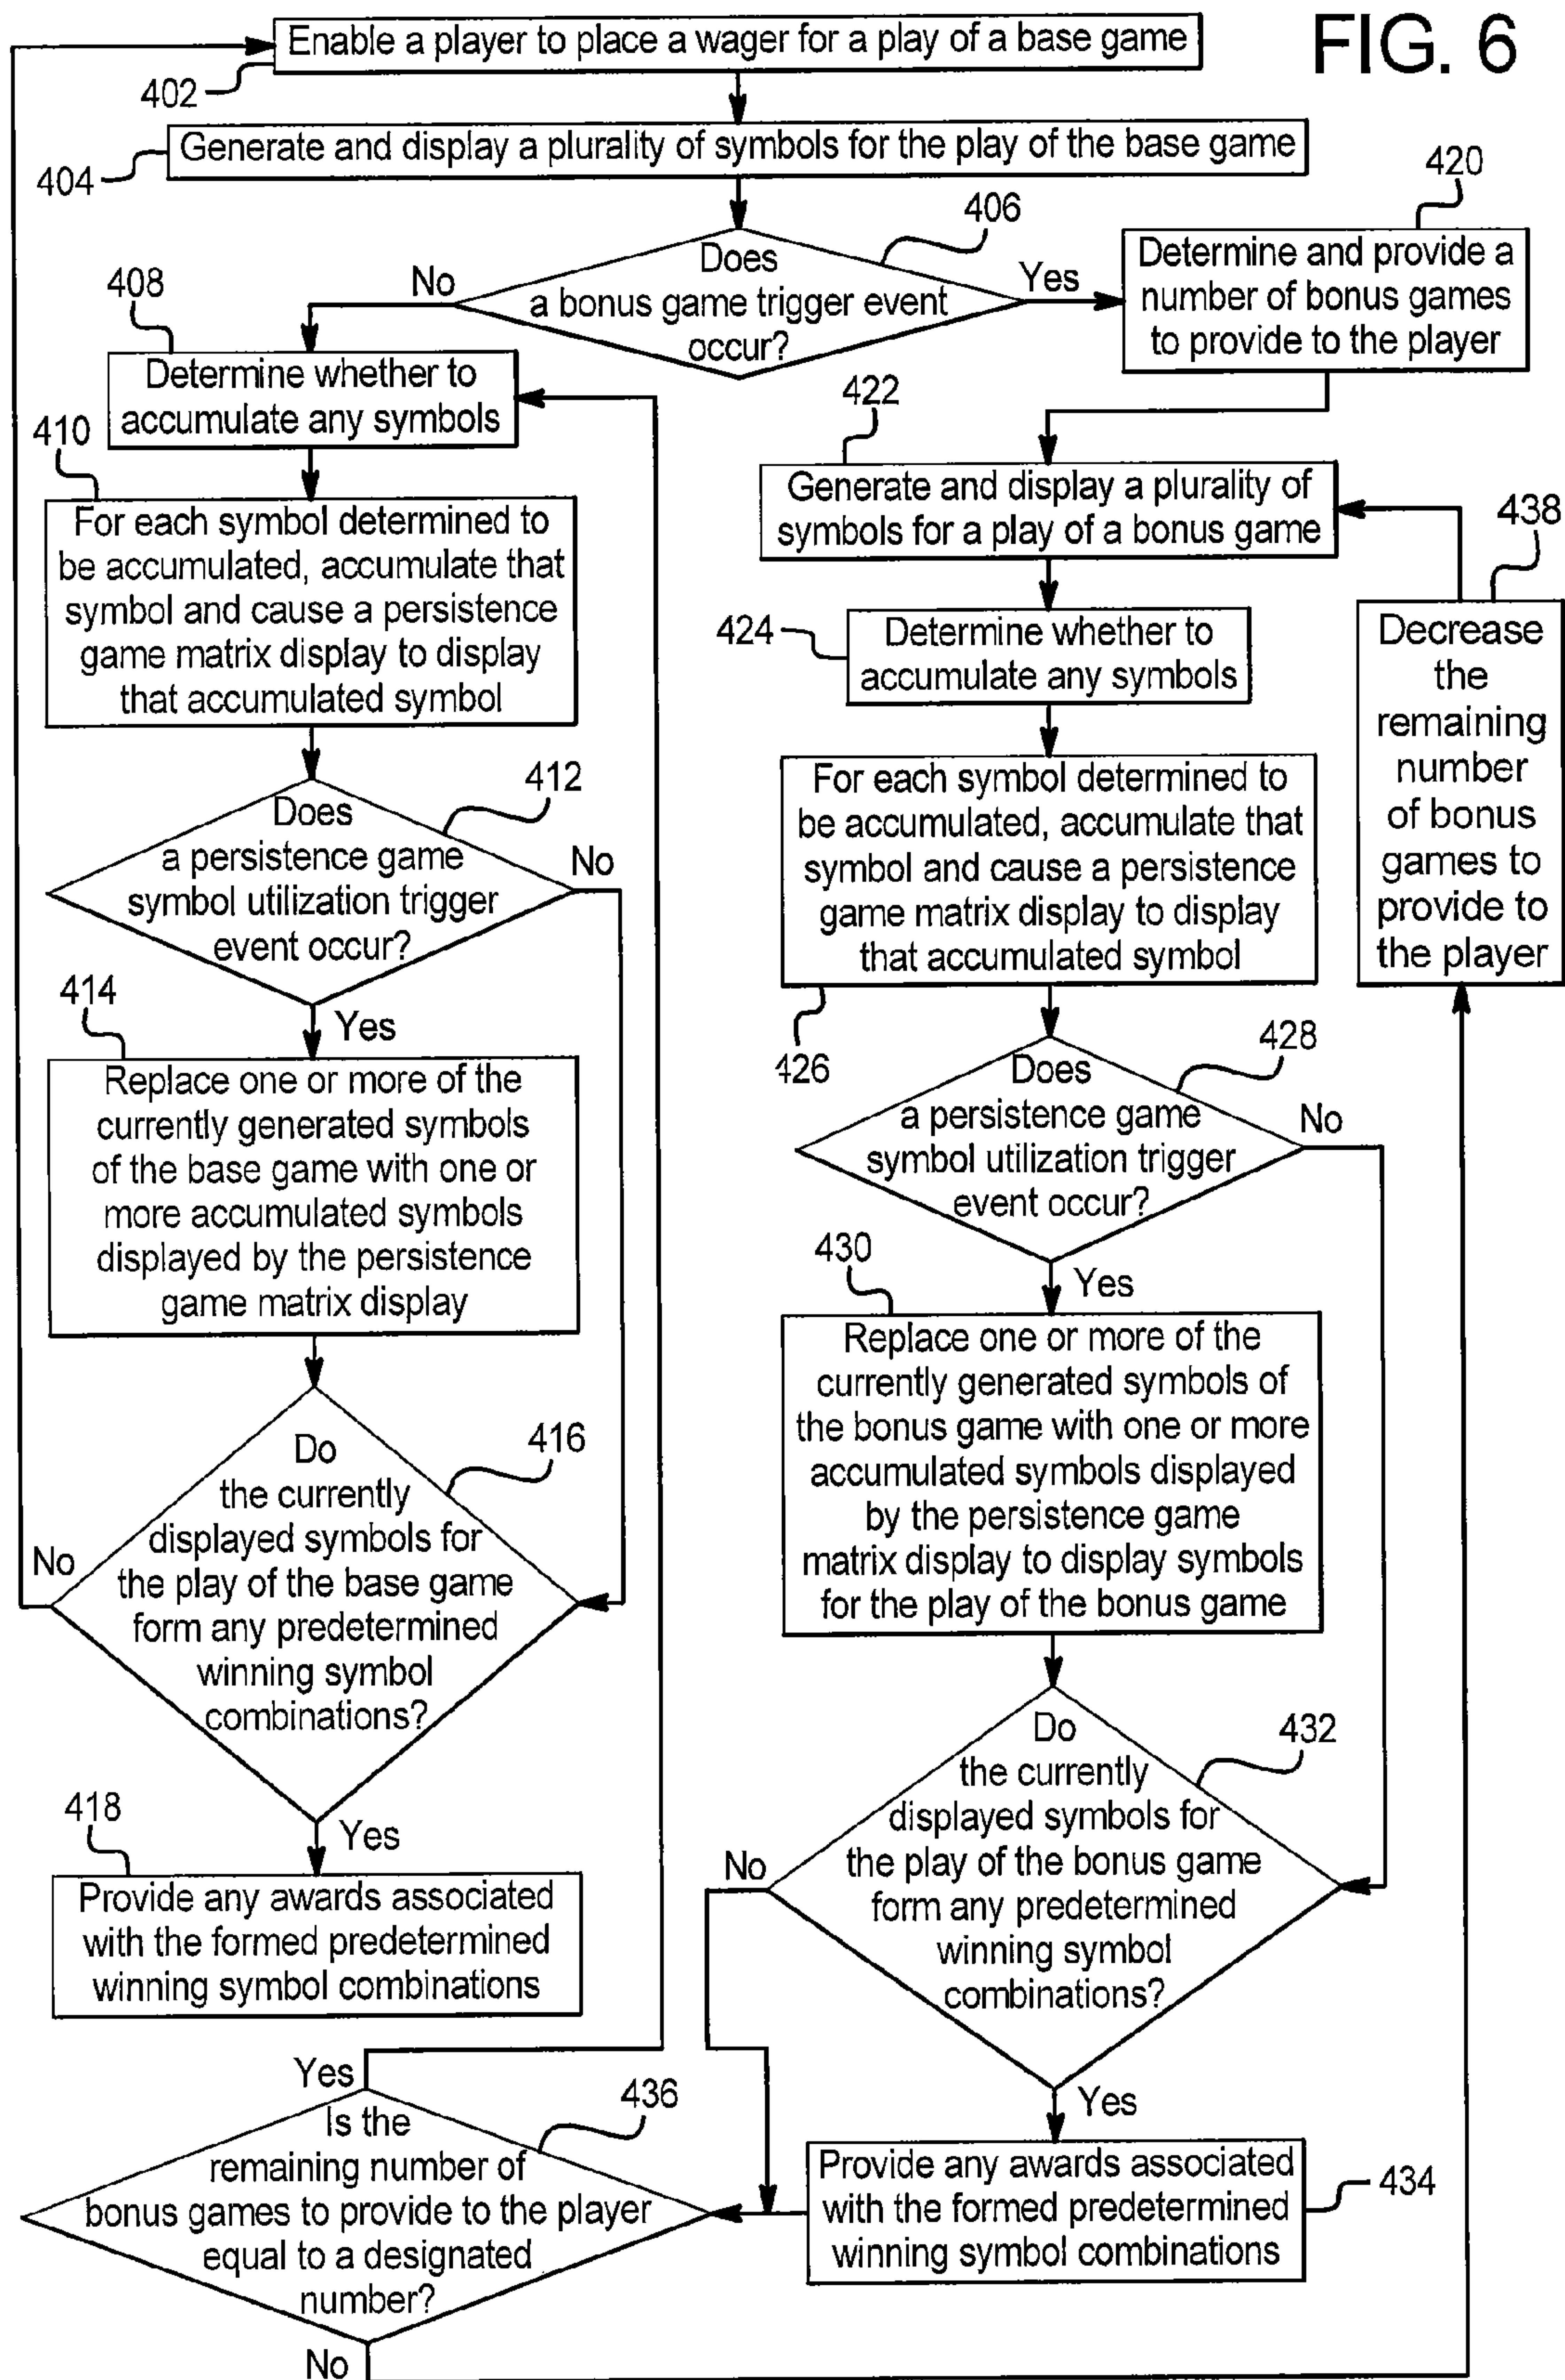 FIG. 6
Enable a player to place a wager for a play of a base game
402
Generate and display a plurality of symbols for the play of the base game
404
406
Does
a bonus game trigger event
occur?
No
Yes
420
Determine and provide a
number of bonus games
to provide to the player
408
Determine whether to
accumulate any symbols
410
For each symbol determined to
be accumulated, accumulate that
symbol and cause a persistence
game matrix display to display
that accumulated symbol
412
Does
a persistence game
symbol utilization trigger
event occur?
No
Yes
414
Replace one or more of the
currently generated symbols
of the base game with one or
more accumulated symbols
displayed by the persistence
game matrix display
416
Do
the currently
displayed symbols for
the play of the base game
form any predetermined
winning symbol
combinations?
No
Yes
418
Provide any awards associated
with the formed predetermined
winning symbol combinations
422
Generate and display a plurality of
symbols for a play of a bonus game
438
Decrease
the
remaining
number
of bonus
games to
provide to
the player
424
Determine whether to
accumulate any symbols
For each symbol determined to
be accumulated, accumulate that
symbol and cause a persistence
game matrix display to display
that accumulated symbol
426
428
Does
a persistence game
symbol utilization trigger
event occur?
No
Yes
430
Replace one or more of the
currently generated symbols of
the bonus game with one or more
accumulated symbols displayed
by the persistence game
matrix display to display symbols
for the play of the bonus game
432
Do
the currently
displayed symbols for
the play of the bonus game
form any predetermined
winning symbol
combinations?
No
Yes
Provide any awards associated
with the formed predetermined
winning symbol combinations
434
Yes
436
Is the
remaining number of
bonus games to provide to the player
equal to a designated
number?
No